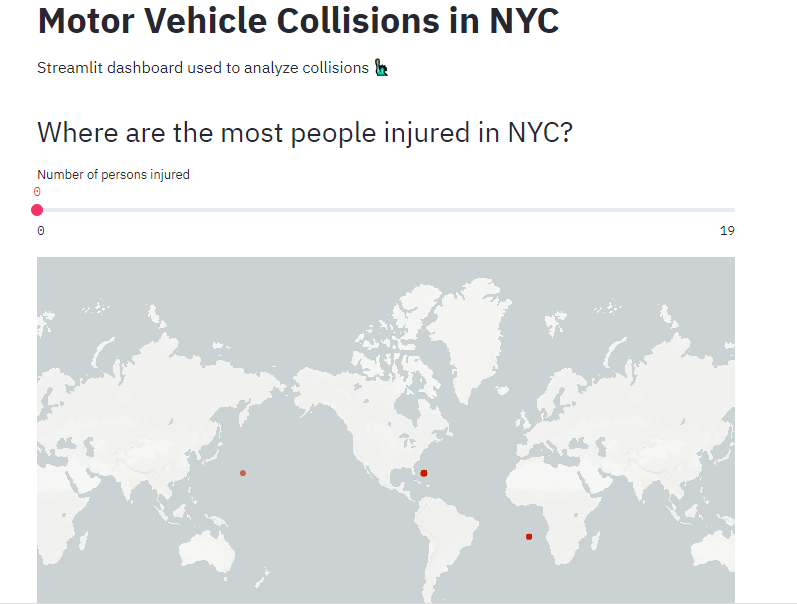 Motor Vehicle Collisions in NYC
Streamlit dashboard used to analyze collisions 🗽
Where are the most people injured in NYC?
Number of persons injured
0
0 19